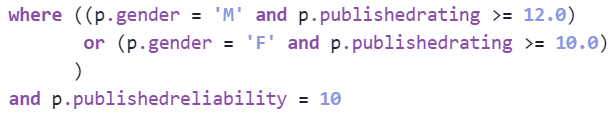 where ((p.gender = 'M' and p.publishedrating >= 12.0)
or (p.gender = 'F' and p.publishedrating >= 10.0)
)
and p.publishedreliability = 10